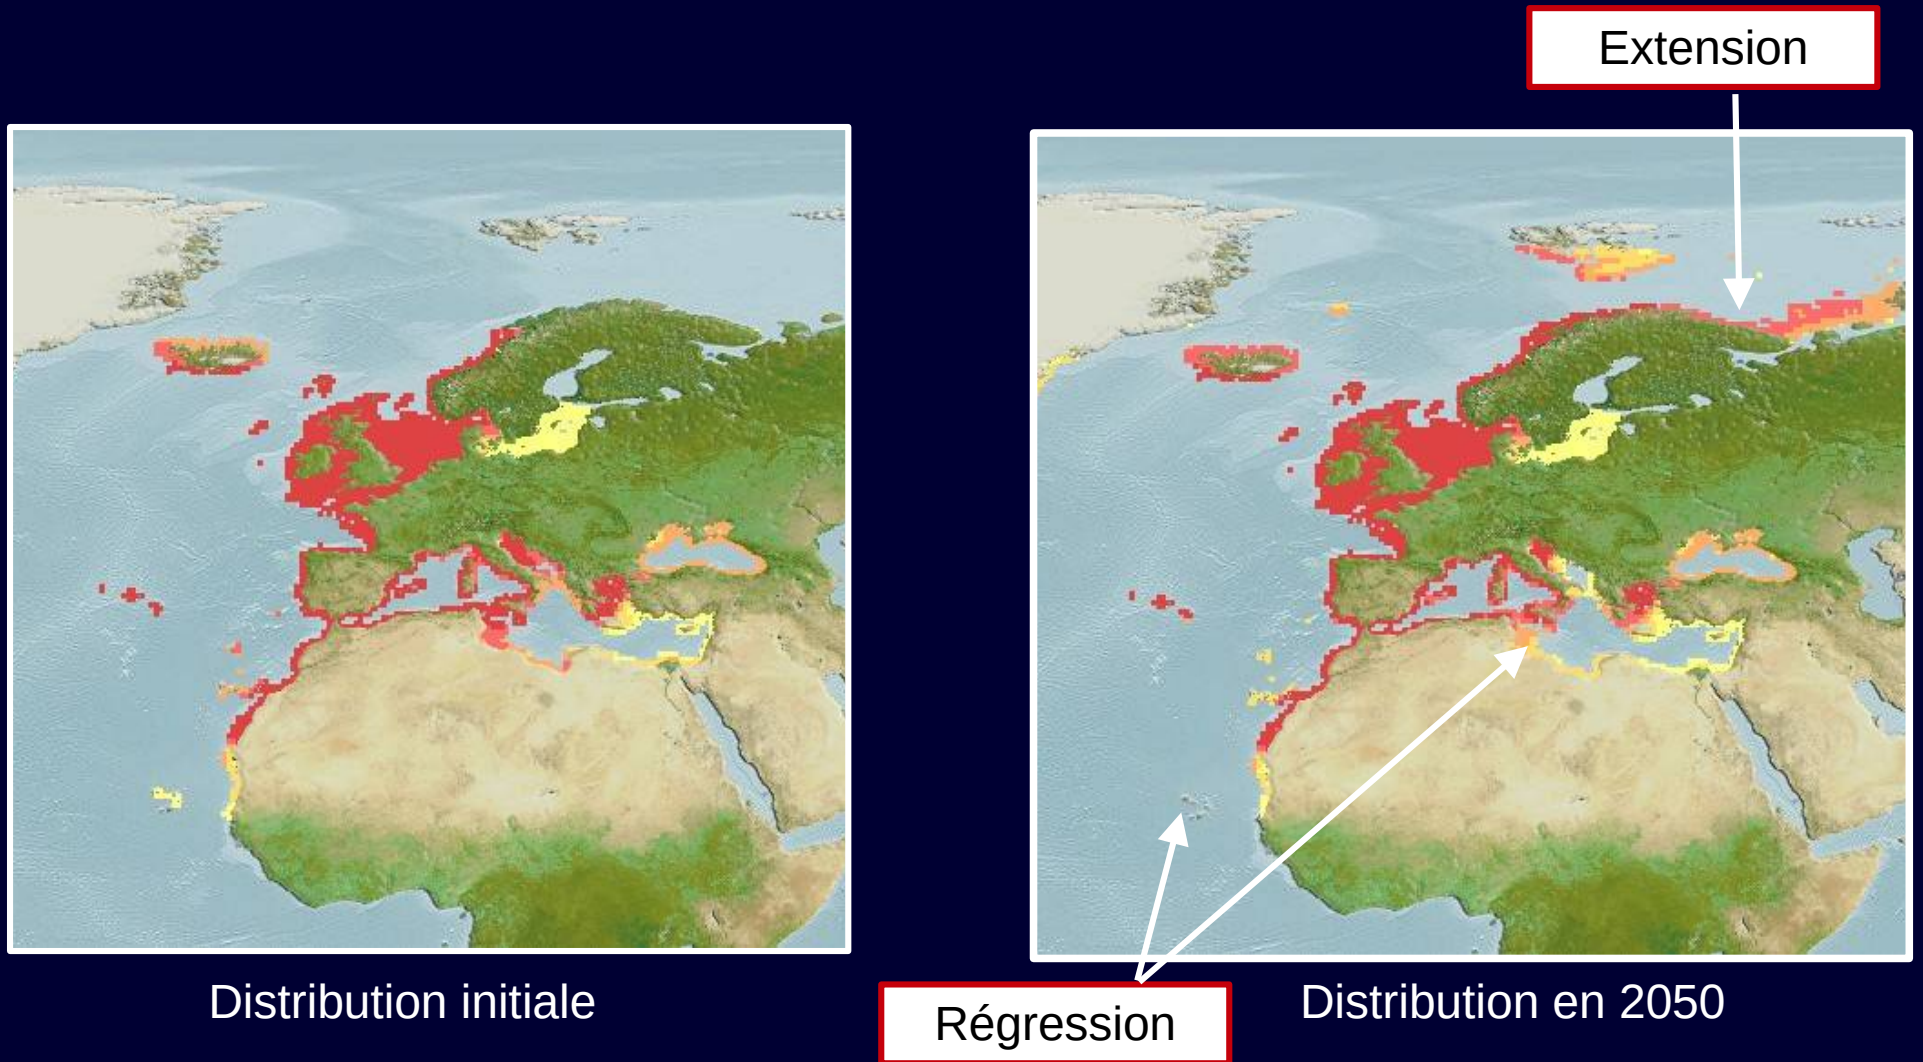 Extension
Distribution initiale
Régression
Distribution en 2050